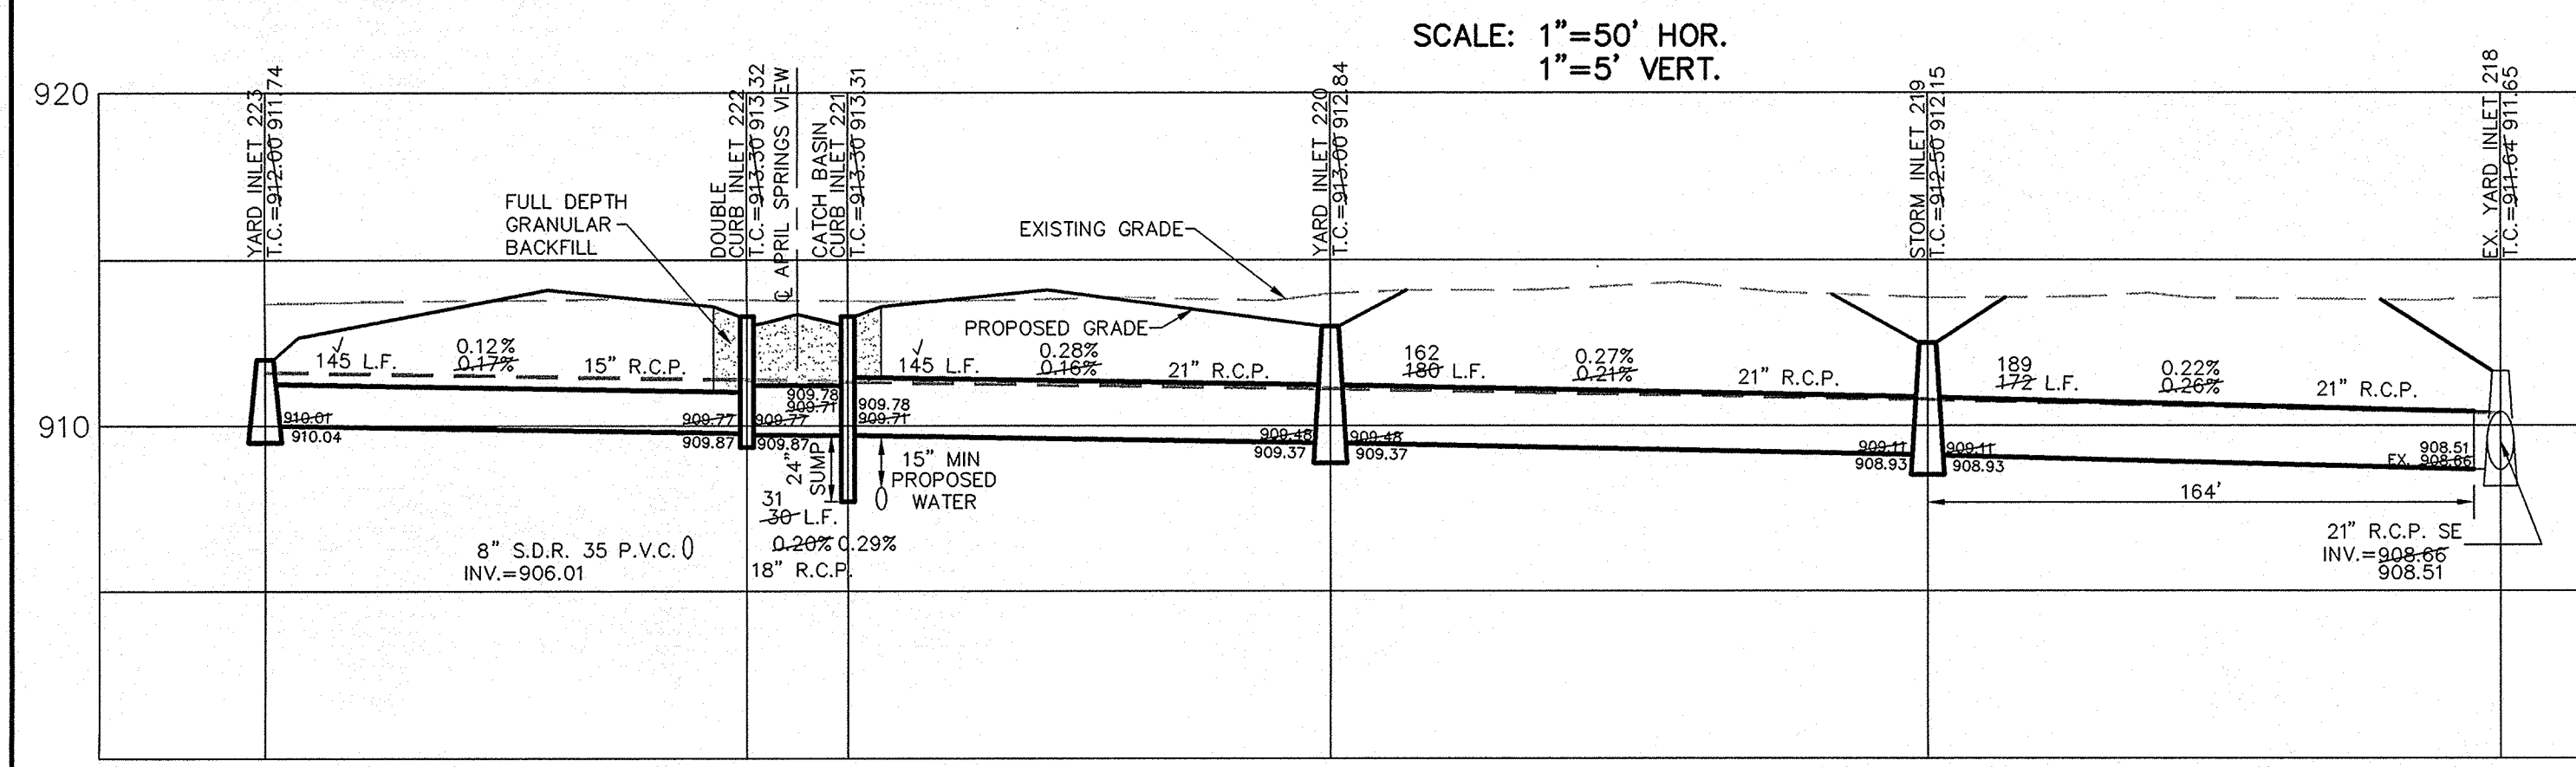 SCALE: 1"=50' HOR.
1"=5' VERT.
920
910
YARD INLET 223
T.C.=912.00 911.74
DOUBLE
CURB INLET 222
T.C.=913.30 913.32
℄ APRIL SPRINGS VIEW
CATCH BASIN
CURB INLET 221
T.C.=913.30 913.31
YARD INLET 220
T.C.=913.00 912.84
STORM INLET 219
T.C.=912.50 912.15
EX. YARD INLET 218
T.C.=911.64 911.65
FULL DEPTH
GRANULAR
BACKFILL
EXISTING GRADE
PROPOSED GRADE
√
145 L.F.
0.12%
0.17%
15" R.C.P.
√
145 L.F.
0.28%
0.16%
21" R.C.P.
162
180 L.F.
0.27%
0.21%
21" R.C.P.
189
172 L.F.
0.22%
0.26%
21" R.C.P.
910.01
910.04
909.77
909.87
909.77
909.87
909.78
909.71
909.78
909.71
909.48
909.37
909.48
909.37
909.11
908.93
909.11
908.93
908.51
EX. 908.66
24"
SUMP
15" MIN
PROPOSED
WATER
31
30 L.F.
0.20% 0.29%
18" R.C.P.
8" S.D.R. 35 P.V.C.
INV.=906.01
164'
21" R.C.P. SE
INV.=908.66
908.51